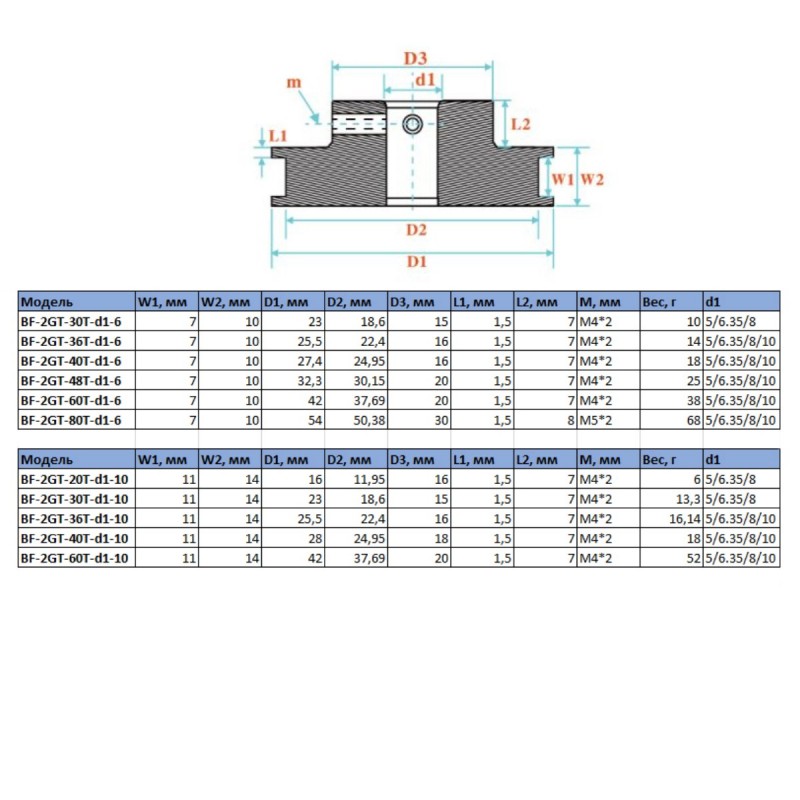 D3
d1
m
L1
L2
W1 W2
D2
D1
Модель W1, мм W2, мм D1, мм D2, мм D3, мм L1, мм L2, мм М, мм Вес, г d1
BF-2GT-30T-d1-6 7 10 23 18,6 15 1,5 7 M4*2 10 5/6.35/8
BF-2GT-36T-d1-6 7 10 25,5 22,4 16 1,5 7 M4*2 14 5/6.35/8/10
BF-2GT-40T-d1-6 7 10 27,4 24,95 16 1,5 7 M4*2 18 5/6.35/8/10
BF-2GT-48T-d1-6 7 10 32,3 30,15 20 1,5 7 M4*2 25 5/6.35/8/10
BF-2GT-60T-d1-6 7 10 42 37,69 20 1,5 7 M4*2 38 5/6.35/8/10
BF-2GT-80T-d1-6 7 10 54 50,38 30 1,5 8 M5*2 68 5/6.35/8/10
Модель W1, мм W2, мм D1, мм D2, мм D3, мм L1, мм L2, мм М, мм Вес, г d1
BF-2GT-20T-d1-10 11 14 16 11,95 16 1,5 7 M4*2 6 5/6.35/8
BF-2GT-30T-d1-10 11 14 23 18,6 15 1,5 7 M4*2 13,3 5/6.35/8
BF-2GT-36T-d1-10 11 14 25,5 22,4 16 1,5 7 M4*2 16,14 5/6.35/8/10
BF-2GT-40T-d1-10 11 14 28 24,95 18 1,5 7 M4*2 18 5/6.35/8/10
BF-2GT-60T-d1-10 11 14 42 37,69 20 1,5 7 M4*2 52 5/6.35/8/10